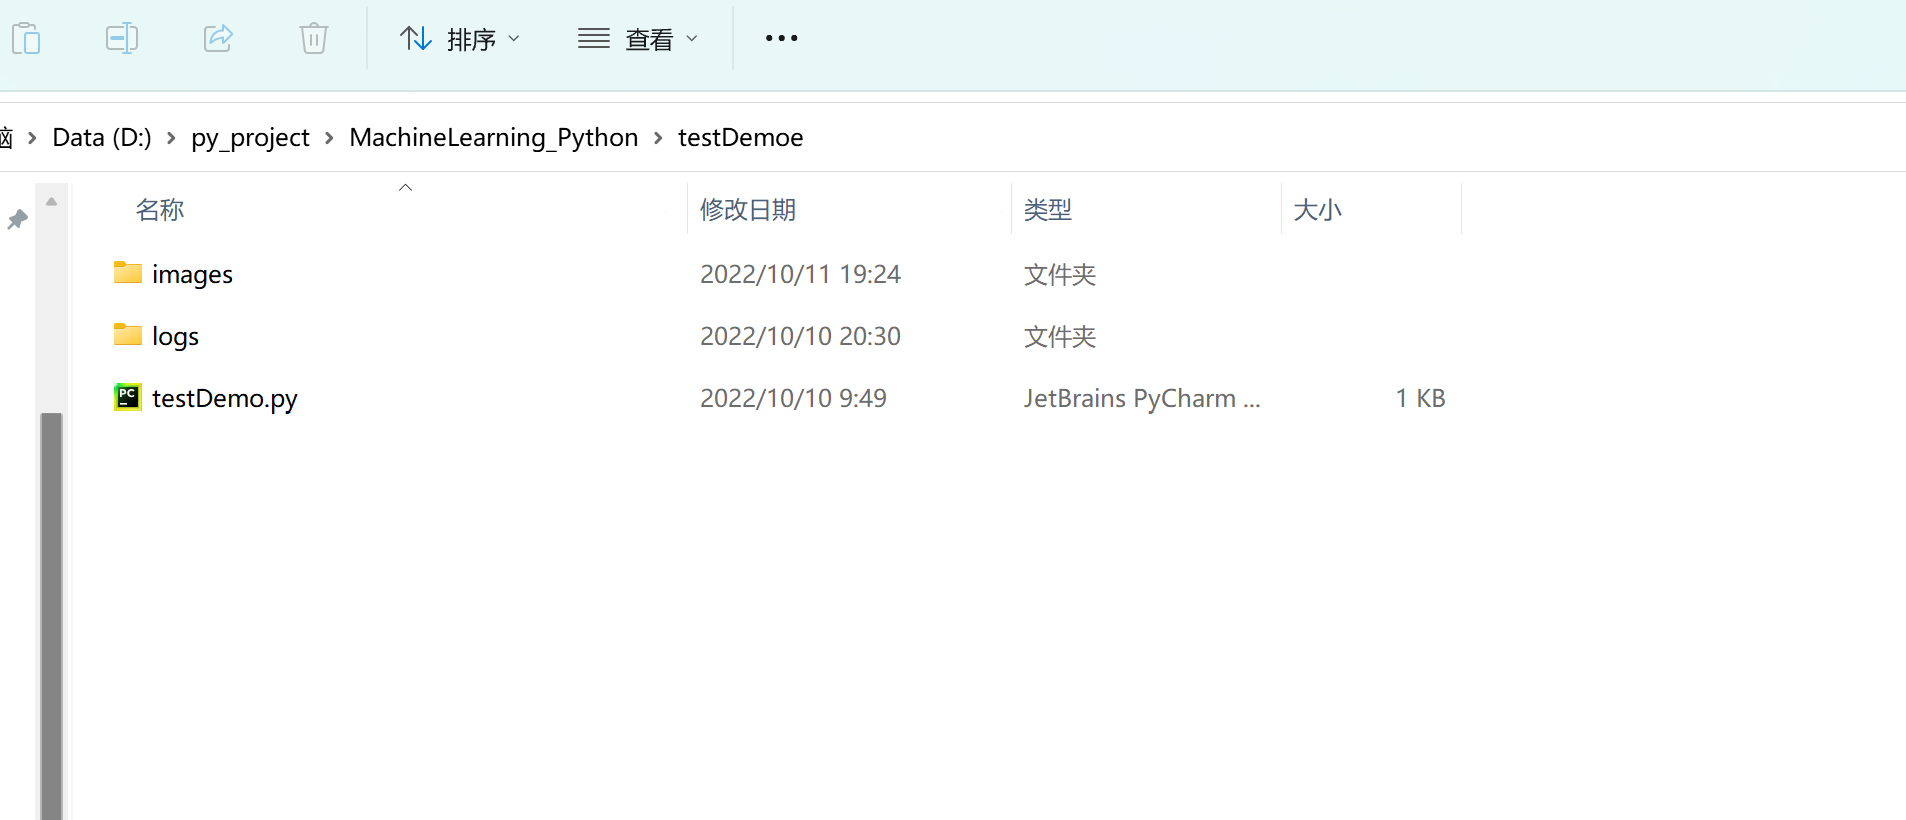 排序 查看
脑 Data (D:) py_project MachineLearning_Python testDemoe
名称 修改日期 类型 大小
images 2022/10/11 19:24 文件夹
logs 2022/10/10 20:30 文件夹
PC testDemo.py 2022/10/10 9:49 JetBrains PyCharm ... 1 KB